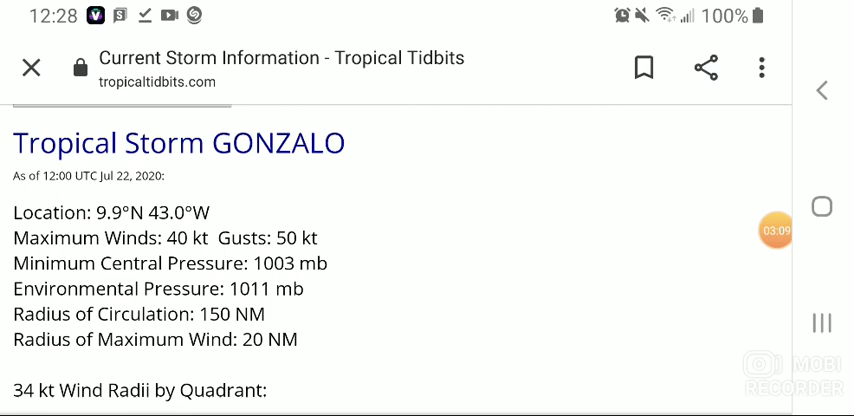 12:28
100%
Current Storm Information - Tropical Tidbits
tropicaltidbits.com
Tropical Storm GONZALO
As of 12:00 UTC Jul 22, 2020:
Location: 9.9°N 43.0°W
Maximum Winds: 40 kt  Gusts: 50 kt
03:09
Minimum Central Pressure: 1003 mb
Environmental Pressure: 1011 mb
Radius of Circulation: 150 NM
Radius of Maximum Wind: 20 NM
MOBI
RECORDER
34 kt Wind Radii by Quadrant: